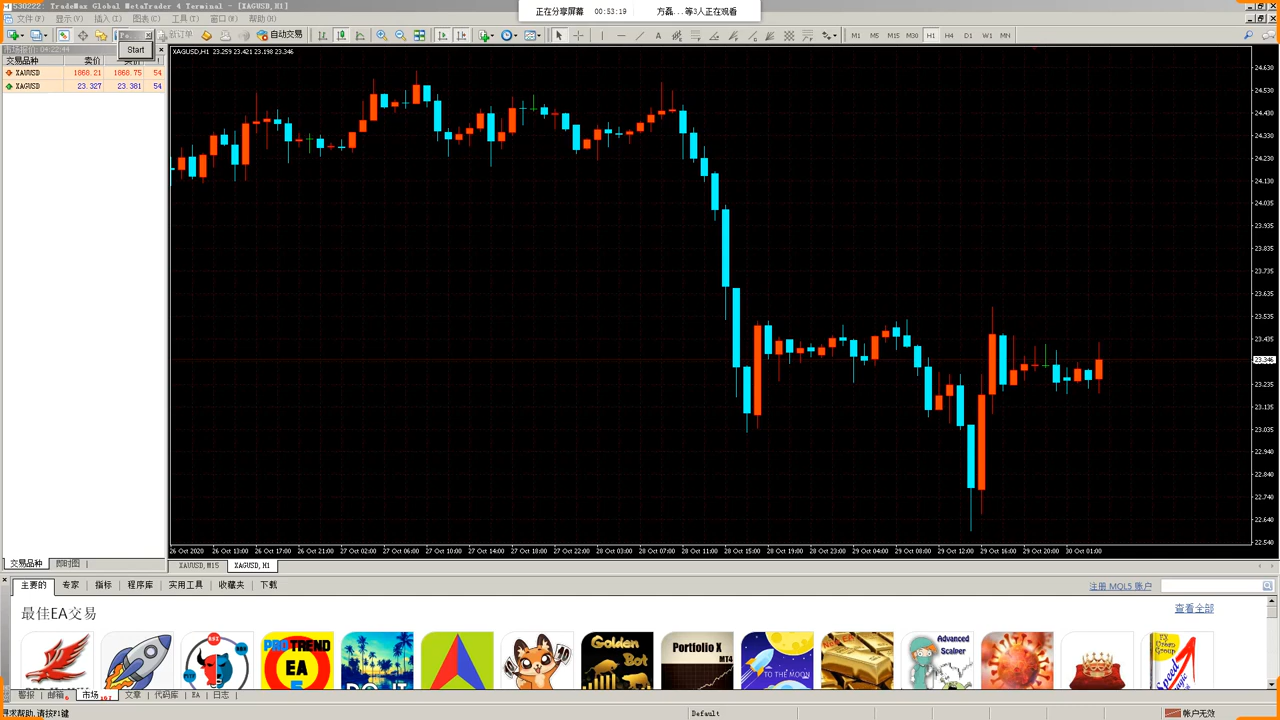 530222: TradeMax Global MetaTrader 4 Terminal - [XAGUSD,H1]
正在分享屏幕 00:53:19 方磊...等3人正在观看
文件(F) 显示(V) 插入(I) 图表(C) 工具(T) 窗口(W) 帮助(H)
新订单 自动交易 M1 M5 M15 M30 H1 H4 D1 W1 MN
Start
市场报价: 04:22:44
交易品种 卖价 !
XAUUSD 1868.21 1868.75 54
XAGUSD 23.327 23.381 54
XAGUSD,H1 23.259 23.421 23.198 23.346
24.630
24.530
24.430
24.330
24.230
24.130
24.035
23.935
23.835
23.735
23.635
23.535
23.435
23.346
23.235
23.135
23.035
22.940
22.840
22.740
22.640
22.540
26 Oct 2020 26 Oct 13:00 26 Oct 17:00 26 Oct 21:00 27 Oct 02:00 27 Oct 06:00 27 Oct 10:00 27 Oct 14:00 27 Oct 18:00 27 Oct 22:00 28 Oct 03:00 28 Oct 07:00 28 Oct 11:00 28 Oct 15:00 28 Oct 19:00 28 Oct 23:00 29 Oct 04:00 29 Oct 08:00 29 Oct 12:00 29 Oct 16:00 29 Oct 20:00 30 Oct 01:00
交易品种 即时图
XAUUSD,M15 XAGUSD,H1
主要的 专家 指标 程序库 实用工具 收藏夹 下载
注册 MQL5 账户
最佳EA交易
查看全部
PROTREND EA
DO IT
Golden Bot
Portfolio X MT4
TO THE MOON
Advanced Scalper
警报 邮箱 市场 文章 代码库 EA 日志
寻求帮助,请按F1键
Default
帐户无效